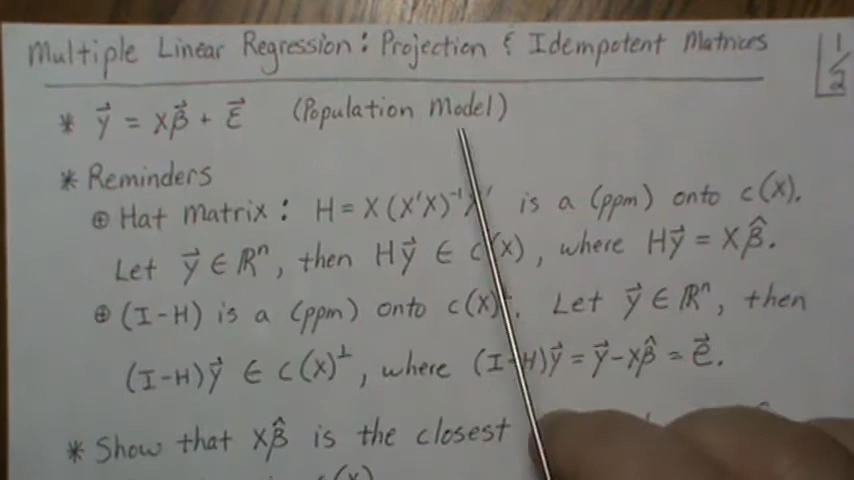 Multiple Linear Regression: Projection & Idempotent Matrices
1/2
* y⃗ = Xβ⃗ + ε⃗ (Population Model)
* Reminders
⊕ Hat matrix: H = X(X'X)⁻¹X' is a (ppm) onto c(X).
Let y⃗ ∈ ℝⁿ, then Hy⃗ ∈ c(X), where Hy⃗ = Xβ̂.
⊕ (I-H) is a (ppm) onto c(X)⊥. Let y⃗ ∈ ℝⁿ, then
(I-H)y⃗ ∈ c(X)⊥, where (I-H)y⃗ = y⃗-Xβ̂ = e⃗.
* Show that Xβ̂ is the closest
c(X)